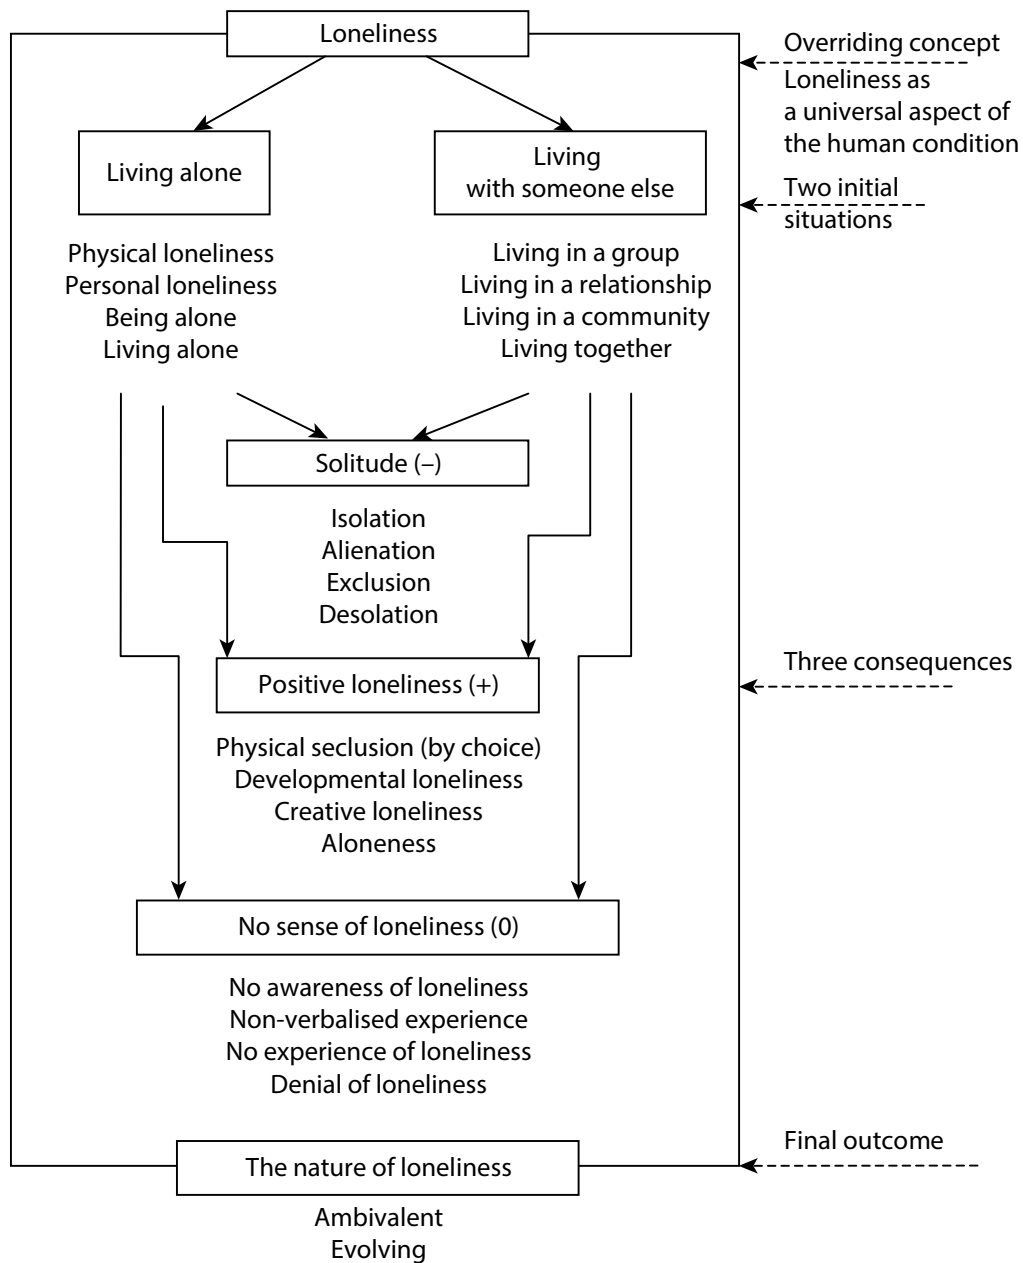 Loneliness
Overriding concept
Loneliness as
a universal aspect of
the human condition
Living alone
Living
with someone else
Two initial
situations
Physical loneliness
Personal loneliness
Being alone
Living alone
Living in a group
Living in a relationship
Living in a community
Living together
Solitude (–)
Isolation
Alienation
Exclusion
Desolation
Three consequences
Positive loneliness (+)
Physical seclusion (by choice)
Developmental loneliness
Creative loneliness
Aloneness
No sense of loneliness (0)
No awareness of loneliness
Non-verbalised experience
No experience of loneliness
Denial of loneliness
Final outcome
The nature of loneliness
Ambivalent
Evolving